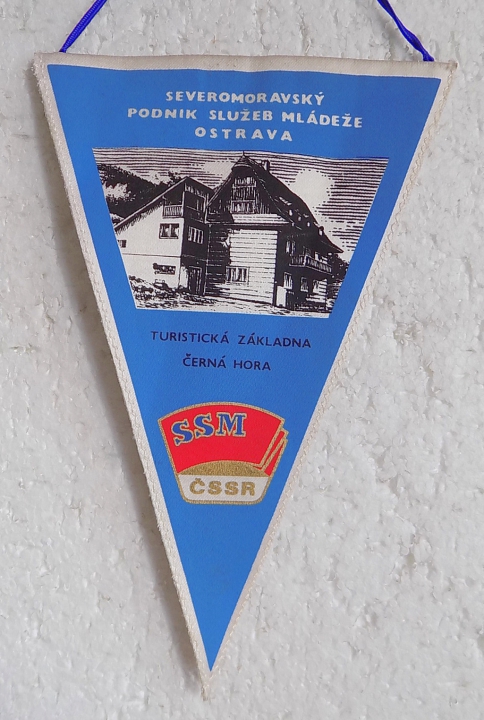 SEVEROMORAVSKÝ
PODNIK SLUŽEB MLÁDEŽE
OSTRAVA
TURISTICKÁ ZÁKLADNA
ČERNÁ HORA
SSM
ČSSR